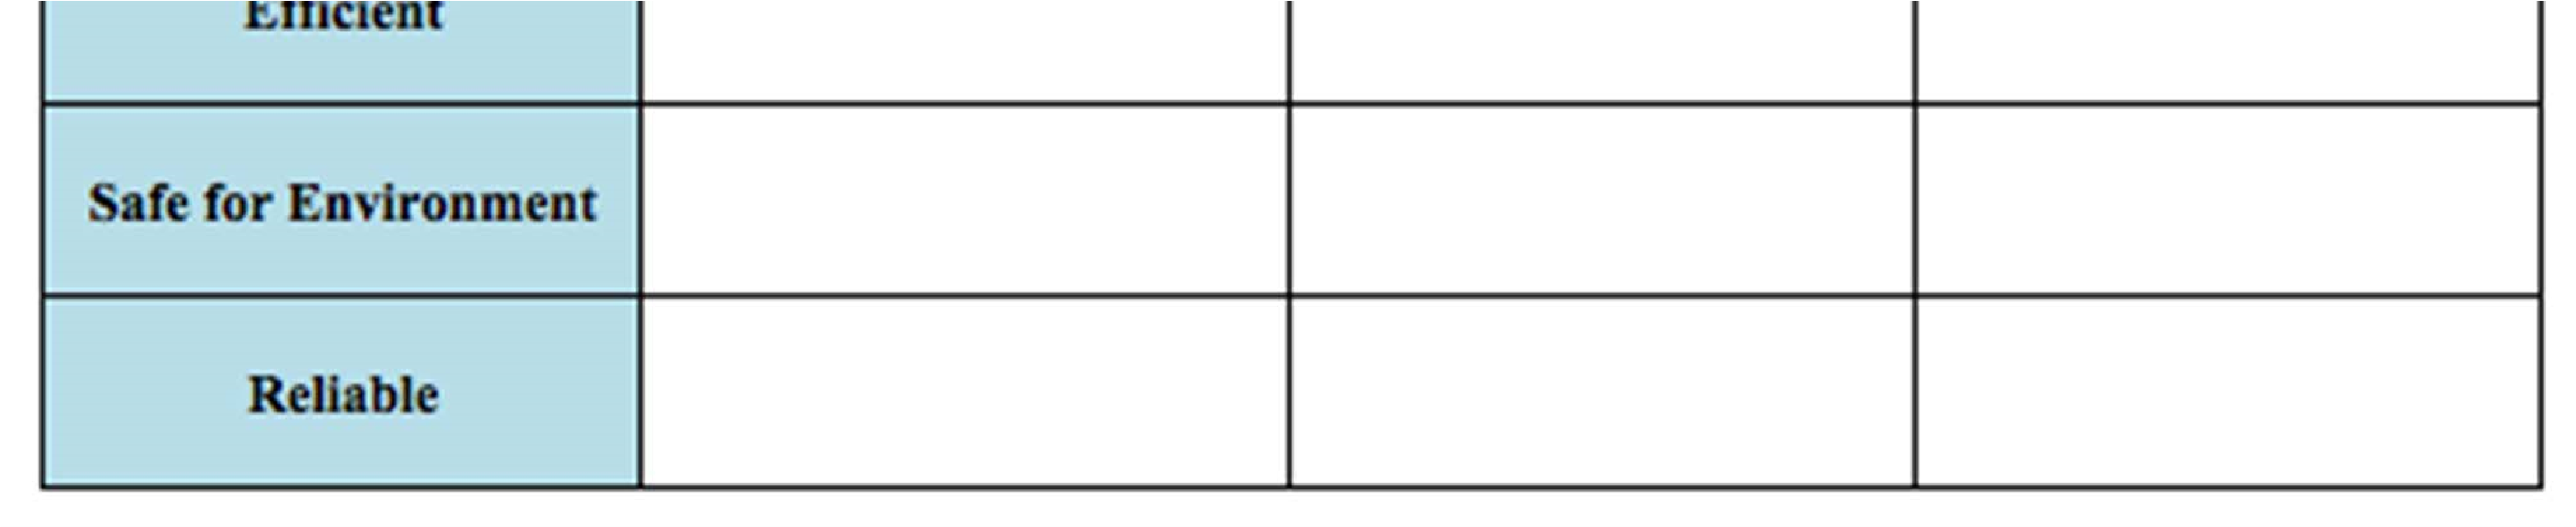 Efficient
Safe for Environment
Reliable